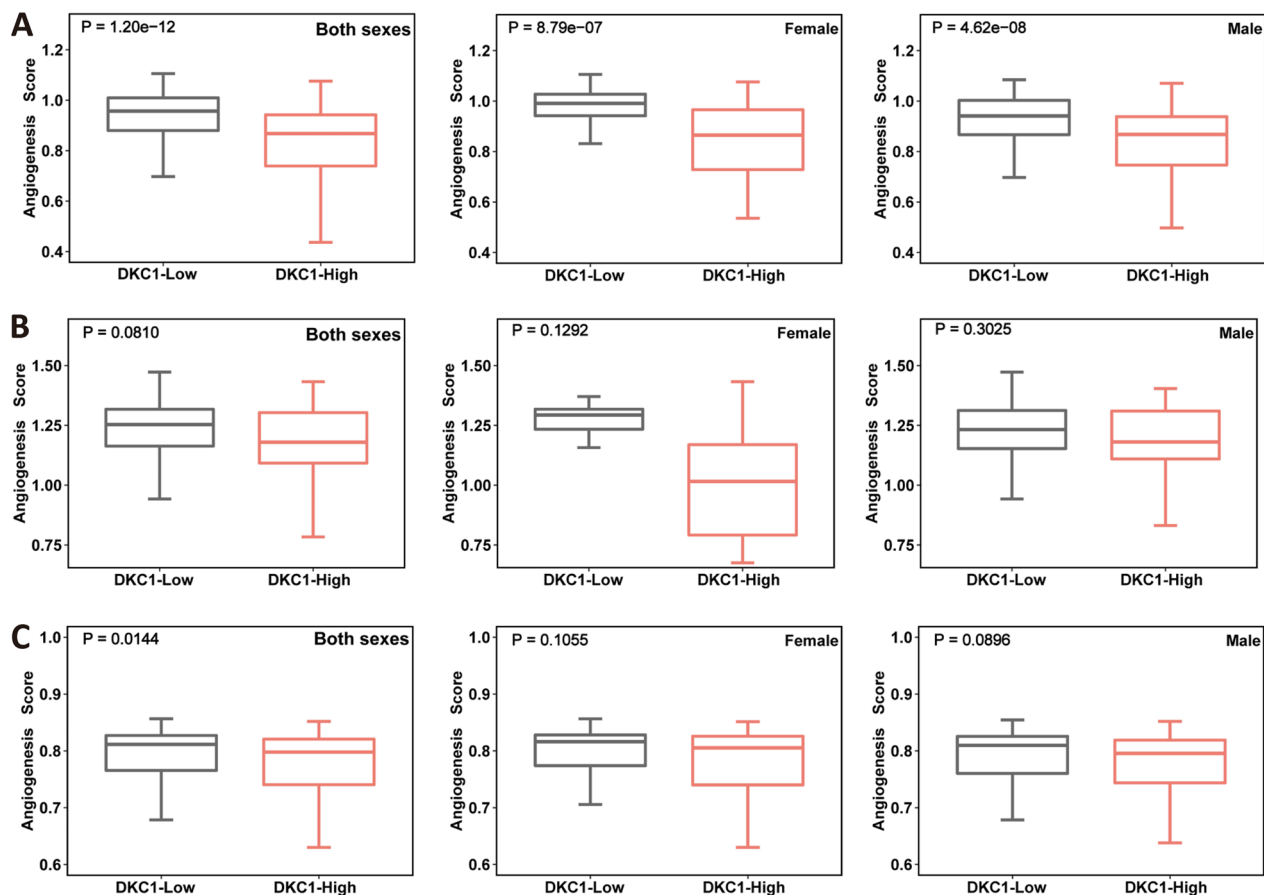 A
P = 1.20e−12
Both sexes
Angiogenesis Score
1.2
1.0
0.8
0.6
0.4
DKC1-Low
DKC1-High
P = 8.79e−07
Female
Angiogenesis Score
1.2
1.0
0.8
0.6
0.4
DKC1-Low
DKC1-High
P = 4.62e−08
Male
Angiogenesis Score
1.2
1.0
0.8
0.6
0.4
DKC1-Low
DKC1-High
B
P = 0.0810
Both sexes
Angiogenesis Score
1.50
1.25
1.00
0.75
DKC1-Low
DKC1-High
P = 0.1292
Female
Angiogenesis Score
1.50
1.25
1.00
0.75
DKC1-Low
DKC1-High
P = 0.3025
Male
Angiogenesis Score
1.50
1.25
1.00
0.75
DKC1-Low
DKC1-High
C
P = 0.0144
Both sexes
Angiogenesis Score
1.0
0.9
0.8
0.7
0.6
DKC1-Low
DKC1-High
P = 0.1055
Female
Angiogenesis Score
1.0
0.9
0.8
0.7
0.6
DKC1-Low
DKC1-High
P = 0.0896
Male
Angiogenesis Score
1.0
0.9
0.8
0.7
0.6
DKC1-Low
DKC1-High